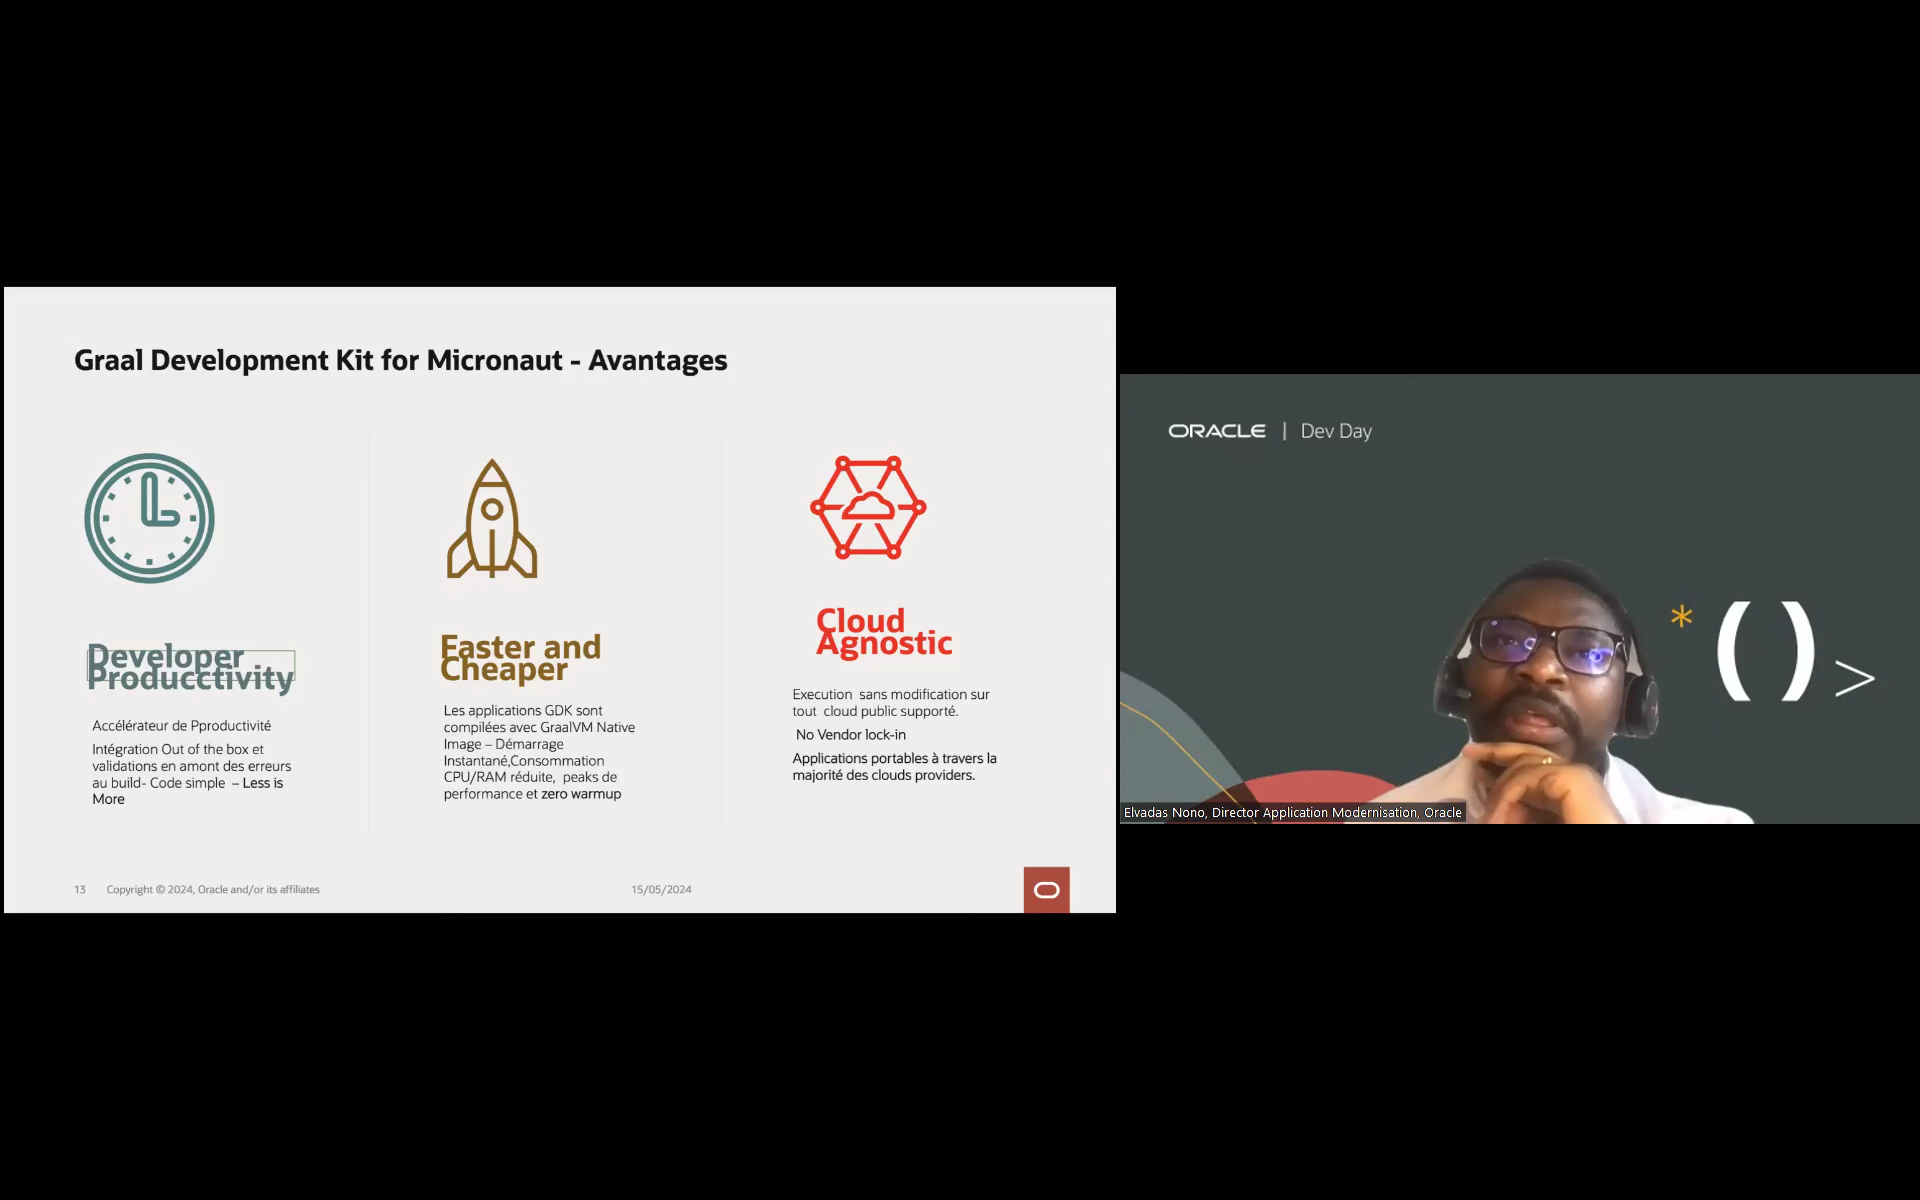 Graal Development Kit for Micronaut - Avantages
Developer
Producctivity
Accélérateur de Pproductivité
Intégration Out of the box et
validations en amont des erreurs
au build- Code simple – Less is
More
Faster and
Cheaper
Les applications GDK sont
compilées avec GraalVM Native
Image – Démarrage
Instantané,Consommation
CPU/RAM réduite, peaks de
performance et zero warmup
Cloud
Agnostic
Execution sans modification sur
tout cloud public supporté.
No Vendor lock-in
Applications portables à travers la
majorité des clouds providers.
13 Copyright © 2024, Oracle and/or its affiliates 15/05/2024
ORACLE | Dev Day
* ( ) >
Elvadas Nono, Director Application Modernisation, Oracle